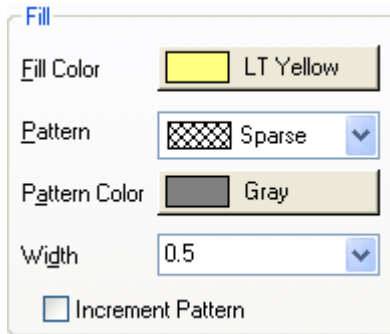 Fill
Fill Color LT Yellow
Pattern Sparse
Pattern Color Gray
Width 0.5
Increment Pattern